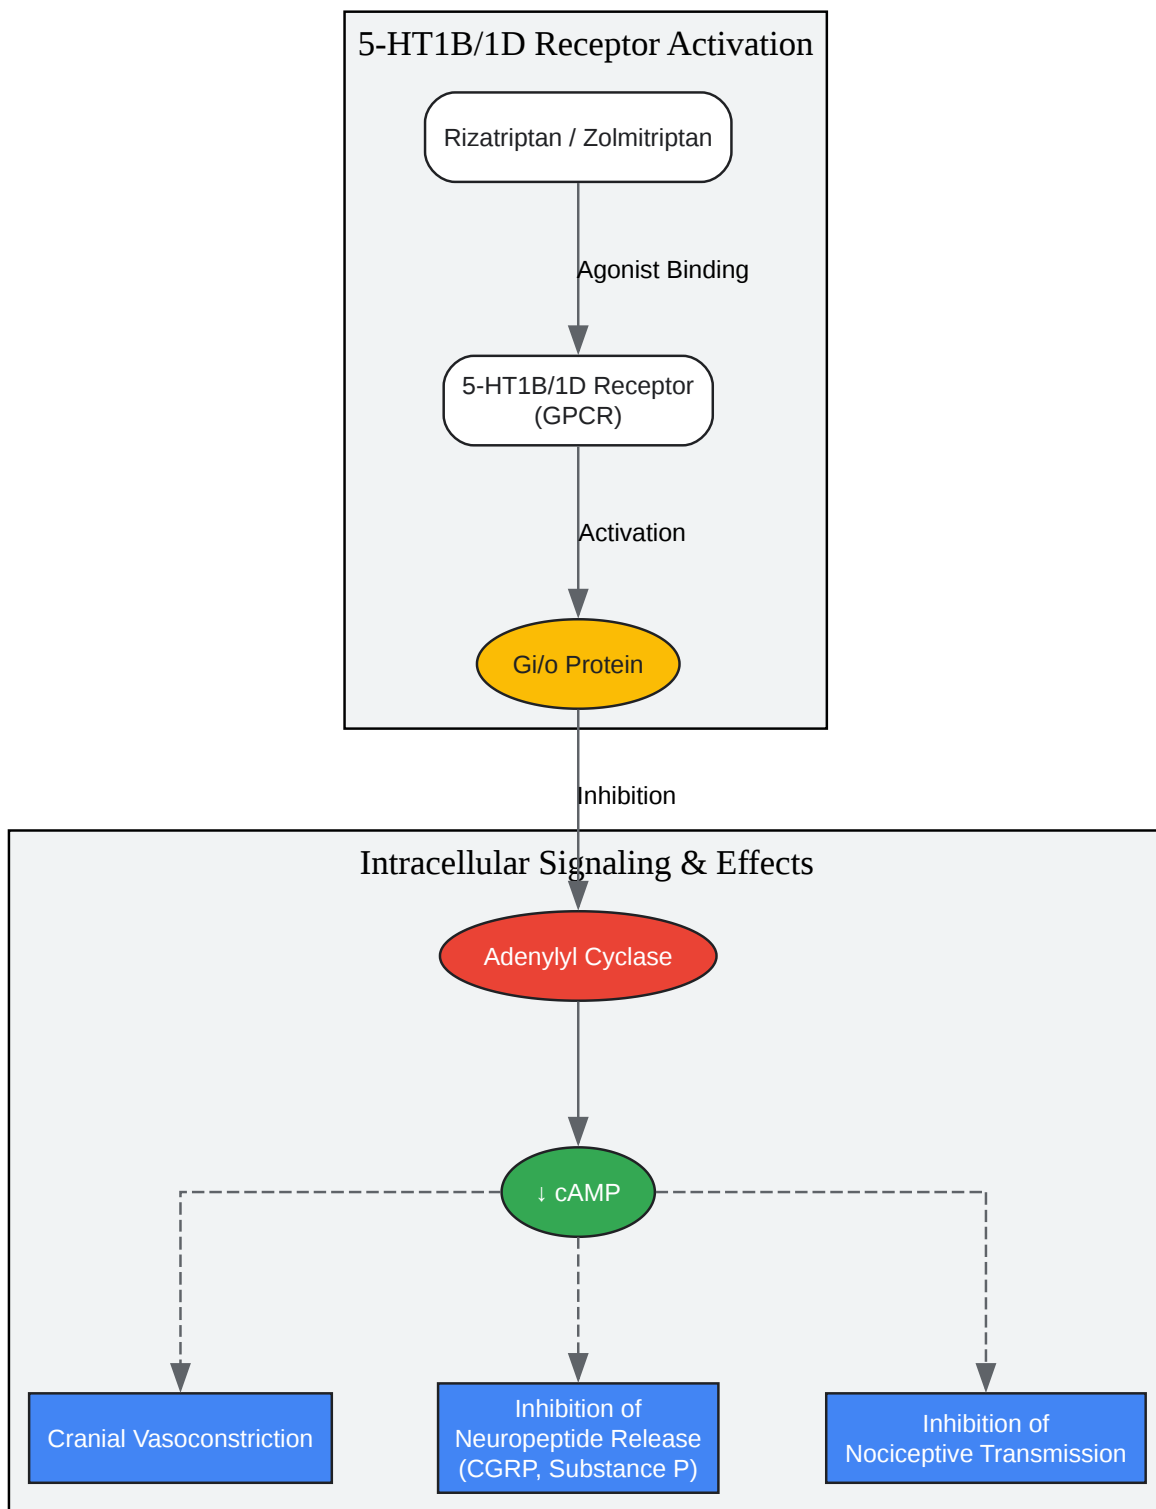 5-HT1B/1D Receptor Activation
Rizatriptan / Zolmitriptan
Agonist Binding
5-HT1B/1D Receptor
(GPCR)
Activation
Gi/o Protein
Inhibition
Intracellular Signaling & Effects
Adenylyl Cyclase
↓ cAMP
Cranial Vasoconstriction
Inhibition of
Neuropeptide Release
(CGRP, Substance P)
Inhibition of
Nociceptive Transmission